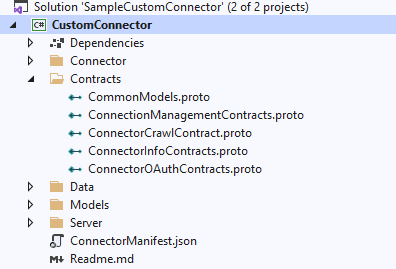 Solution 'SampleCustomConnector' (2 of 2 projects)
C# CustomConnector
Dependencies
Connector
Contracts
CommonModels.proto
ConnectionManagementContracts.proto
ConnectorCrawlContract.proto
ConnectorInfoContracts.proto
ConnectorOAuthContracts.proto
Data
Models
Server
ConnectorManifest.json
Readme.md